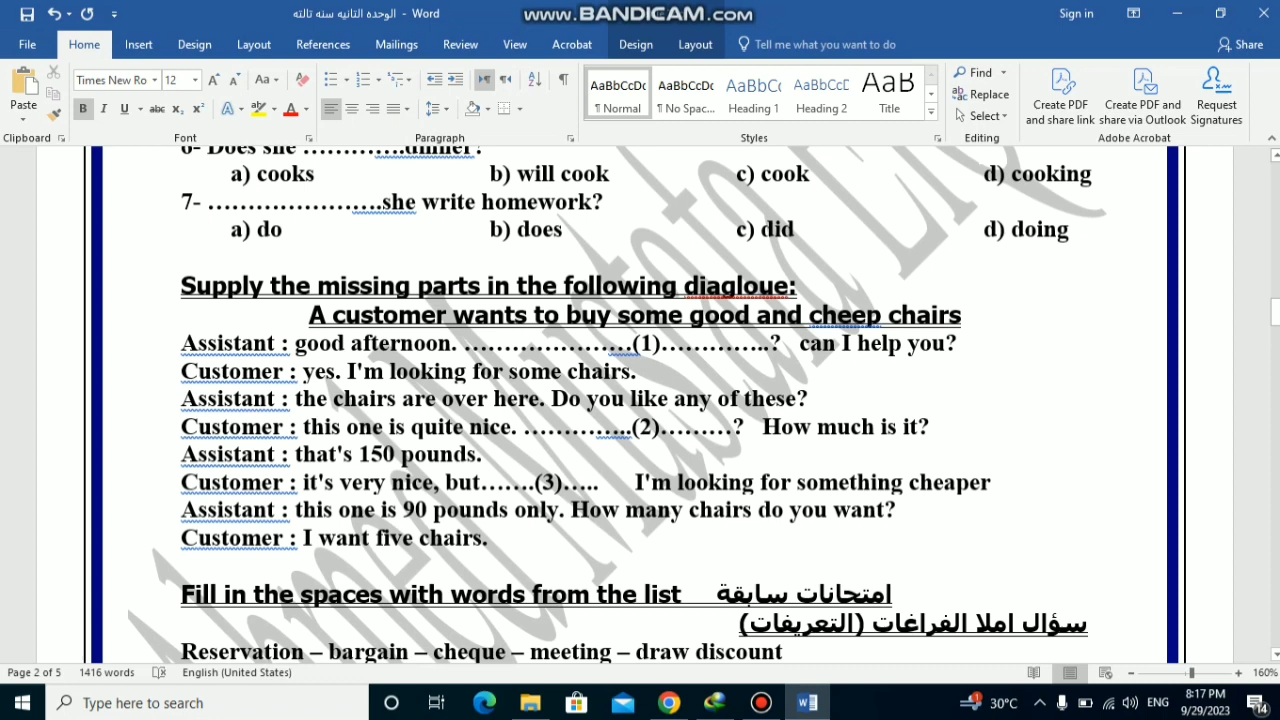 الوحده الثانيه سنه تالته - Word
www.BANDICAM.com
Sign in
File Home Insert Design Layout References Mailings Review View Acrobat Design Layout Tell me what you want to do Share
Paste
Times New Ro 12
Find
Replace
Select
AaBbCcDc AaBbCcDc AaBbC AaBbCcD AaB
¶ Normal ¶ No Spac... Heading 1 Heading 2 Title
Create PDF and share link
Create PDF and share via Outlook
Request Signatures
Clipboard Font Paragraph Styles Editing Adobe Acrobat
6- Does she ………….dinner?
a) cooks b) will cook c) cook d) cooking
7- ………………….she write homework?
a) do b) does c) did d) doing
Supply the missing parts in the following diagloue:
A customer wants to buy some good and cheep chairs
Assistant : good afternoon. ………………….(1)…………..? can I help you?
Customer : yes. I'm looking for some chairs.
Assistant : the chairs are over here. Do you like any of these?
Customer : this one is quite nice. …………..(2)………? How much is it?
Assistant : that's 150 pounds.
Customer : it's very nice, but…….(3)….. I'm looking for something cheaper
Assistant : this one is 90 pounds only. How many chairs do you want?
Customer : I want five chairs.
Fill in the spaces with words from the list امتحانات سابقة
سؤال املا الفراغات (التعريفات)
Reservation – bargain – cheque – meeting – draw discount
Page 2 of 5 1416 words English (United States) 160%
Type here to search
30°C ENG 8:17 PM
9/29/2023